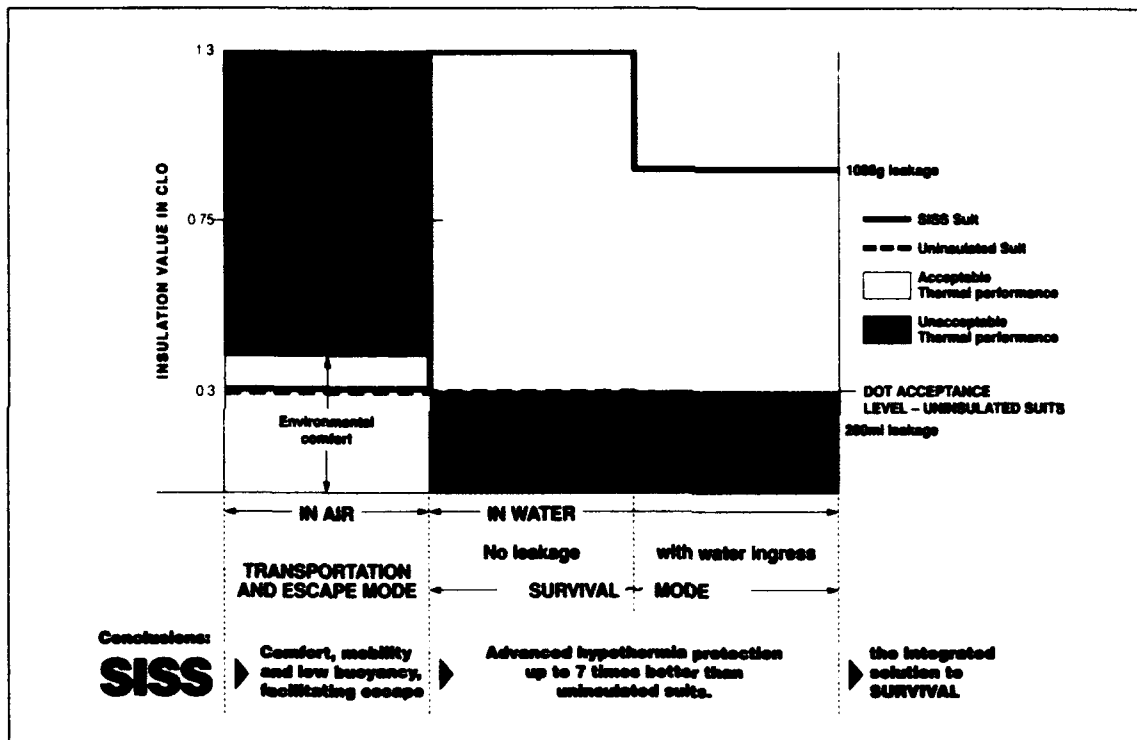 1 3
INSULATION VALUE IN CLO
0 75
0.3
Environmental
comfort
SISS Suit
Uninsulated Suit
Acceptable
Thermal performance
Unacceptable
Thermal performance
DOT ACCEPTANCE
LEVEL – UNINSULATED SUITS
leakage
leakage
IN AIR
IN WATER
No leakage
with water ingress
TRANSPORTATION
AND ESCAPE MODE
SURVIVAL ~ MODE
Conclusions:
SISS
Comfort, mobility
and low buoyancy,
facilitating escape
Advanced hypothermia protection
up to 7 times better than
uninsulated suits.
the integrated
solution to
SURVIVAL